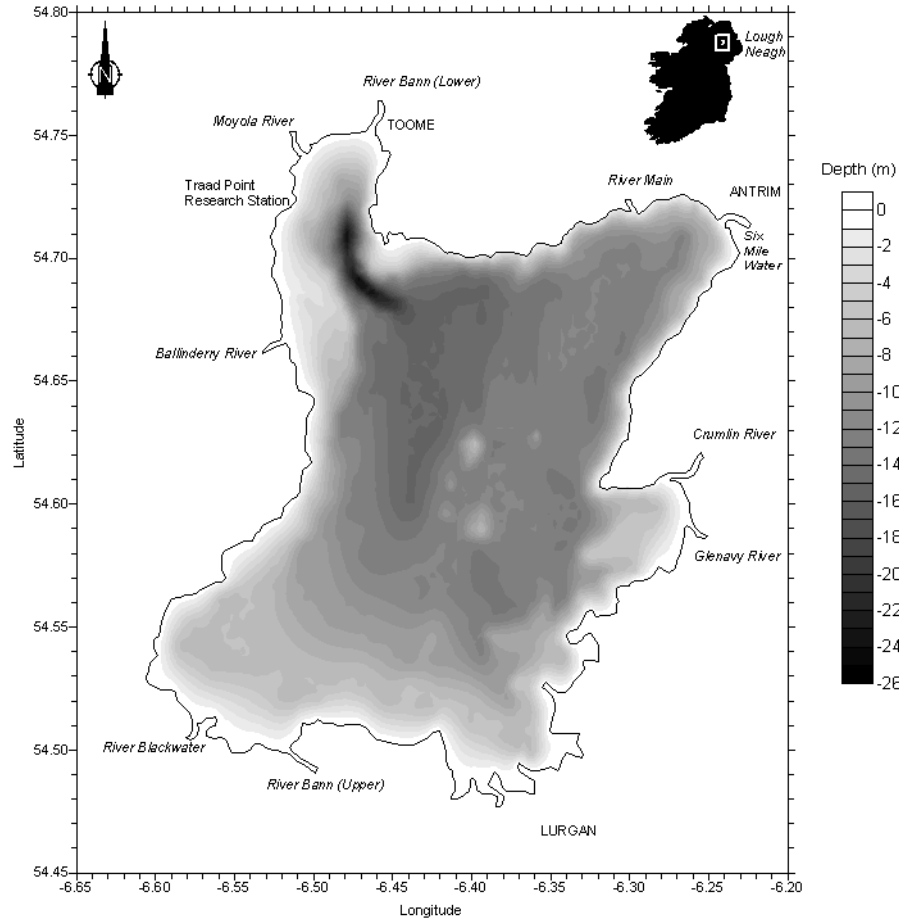 54.80
54.75
54.70
54.65
54.60
54.55
54.50
54.45
Latitude
-6.65
-6.60
-6.55
-6.50
-6.45
-6.40
-6.35
-6.30
-6.25
-6.20
Longitude
N
Lough
Neagh
River Bann (Lower)
Moyola River
TOOME
Traad Point
Research Station
River Main
ANTRIM
Six
Mile
Water
Ballinderry River
Crumlin River
Glenavy River
River Blackwater
River Bann (Upper)
LURGAN
Depth (m)
0
-2
-4
-6
-8
-10
-12
-14
-16
-18
-20
-22
-24
-26